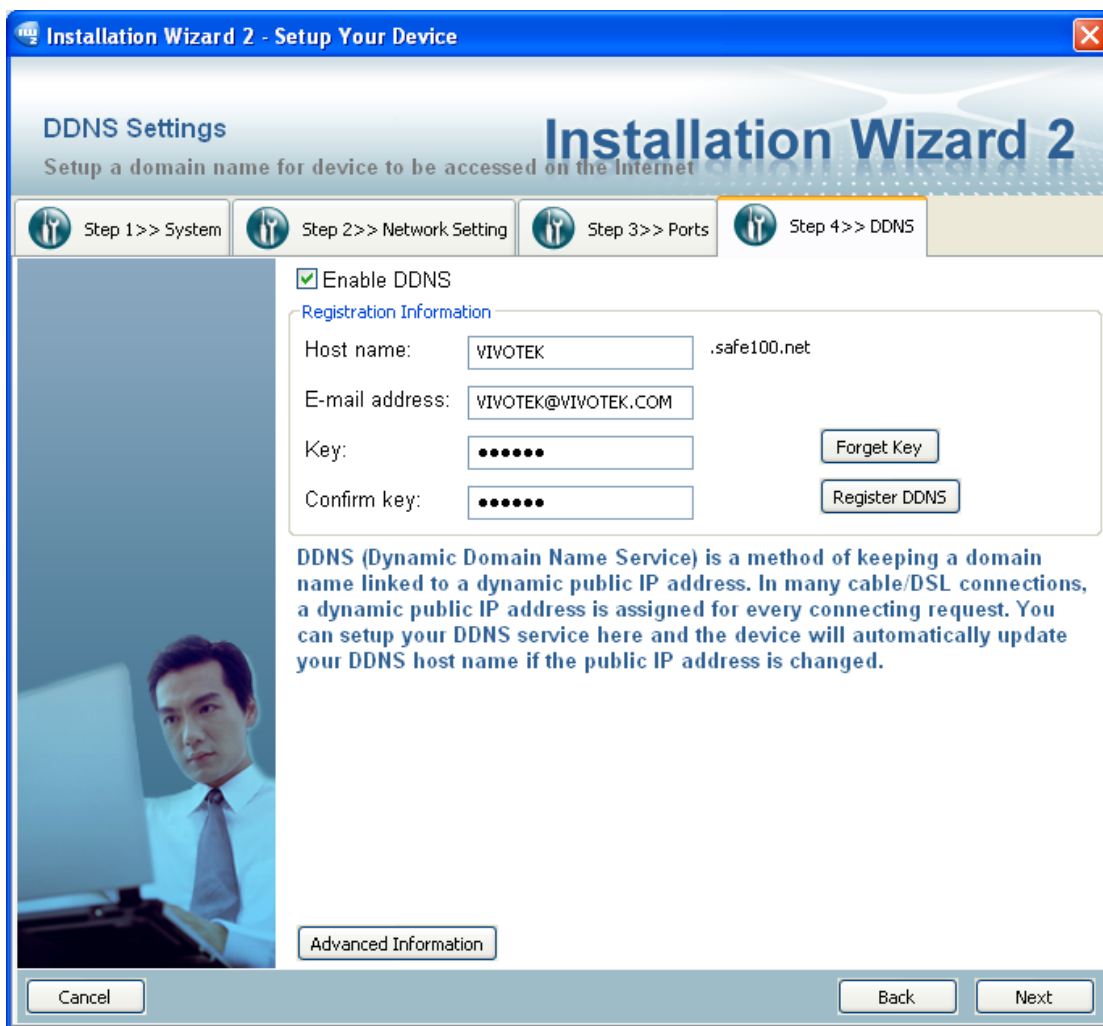 Installation Wizard 2 - Setup Your Device
DDNS Settings
Installation Wizard 2
Setup a domain name for device to be accessed on the Internet
Step 1>> System
Step 2>> Network Setting
Step 3>> Ports
Step 4>> DDNS
Enable DDNS
Registration Information
Host name:
VIVOTEK
.safe100.net
E-mail address:
VIVOTEK@VIVOTEK.COM
Key:
••••••
Forget Key
Confirm key:
••••••
Register DDNS
DDNS (Dynamic Domain Name Service) is a method of keeping a domain
name linked to a dynamic public IP address. In many cable/DSL connections,
a dynamic public IP address is assigned for every connecting request. You
can setup your DDNS service here and the device will automatically update
your DDNS host name if the public IP address is changed.
Advanced Information
Cancel
Back
Next